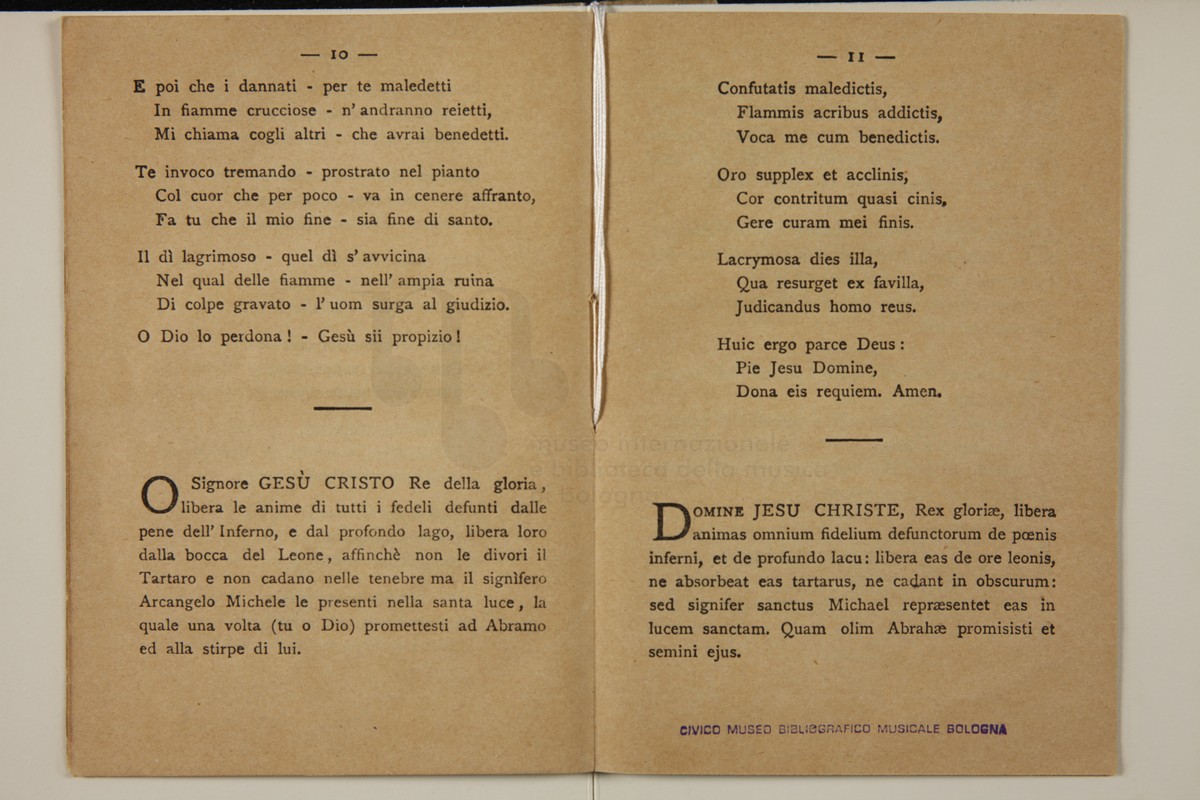 — 10 —
E poi che i dannati - per te maledetti
In fiamme crucciose - n' andranno reietti,
Mi chiama cogli altri - che avrai benedetti.
Te invoco tremando - prostrato nel pianto
Col cuor che per poco - va in cenere affranto,
Fa tu che il mio fine - sia fine di santo.
Il dì lagrimoso - quel dì s' avvicina
Nel qual delle fiamme - nell' ampia ruina
Di colpe gravato - l' uom surga al giudizio.
O Dio lo perdona! - Gesù sii propizio!
O Signore GESÙ CRISTO Re della gloria,
libera le anime di tutti i fedeli defunti dalle
pene dell' Inferno, e dal profondo lago, libera loro
dalla bocca del Leone, affinchè non le divori il
Tartaro e non cadano nelle tenebre ma il signìfero
Arcangelo Michele le presenti nella santa luce, la
quale una volta (tu o Dio) promettesti ad Abramo
ed alla stirpe di lui.
— 11 —
Confutatis maledictis,
Flammis acribus addictis,
Voca me cum benedictis.
Oro supplex et acclinis,
Cor contritum quasi cinis,
Gere curam mei finis.
Lacrymosa dies illa,
Qua resurget ex favilla,
Judicandus homo reus.
Huic ergo parce Deus:
Pie Jesu Domine,
Dona eis requiem. Amen.
DOMINE JESU CHRISTE, Rex gloriæ, libera
animas omnium fidelium defunctorum de pœnis
inferni, et de profundo lacu: libera eas de ore leonis,
ne absorbeat eas tartarus, ne cadant in obscurum:
sed signifer sanctus Michael repræsentet eas in
lucem sanctam. Quam olim Abrahæ promisisti et
semini ejus.
CIVICO MUSEO BIBLIOGRAFICO MUSICALE BOLOGNA
museo internazionale
e biblioteca della musica
di Bologna